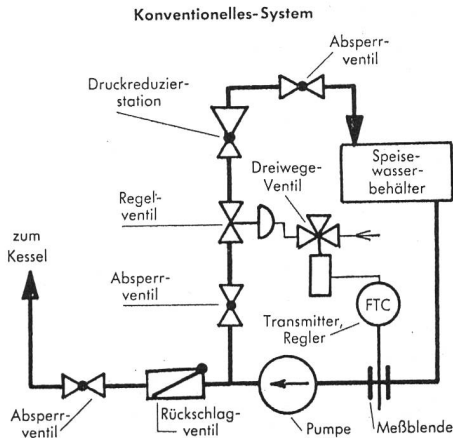 Konventionelles-System
Absperr-
ventil
Druckreduzier-
station
Speise-
wasser-
behälter
Dreiwege-
Ventil
Regel-
ventil
zum
Kessel
Absperr-
ventil
FTC
Transmitter,
Regler
Absperr-
ventil
Rückschlag-
ventil
Pumpe
Meßblende